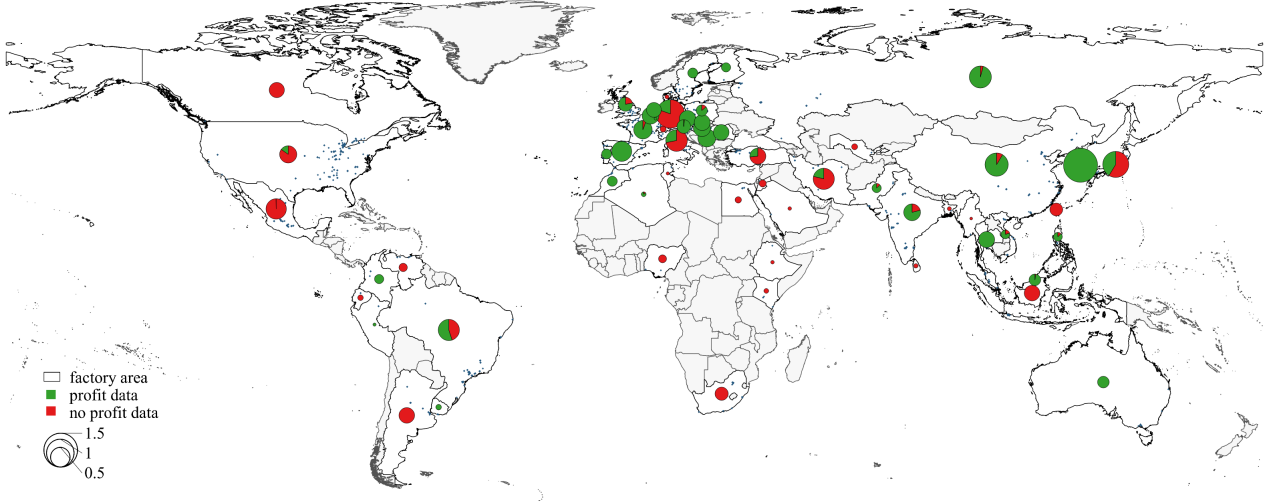 factory area
profit data
no profit data
1.5
1
0.5